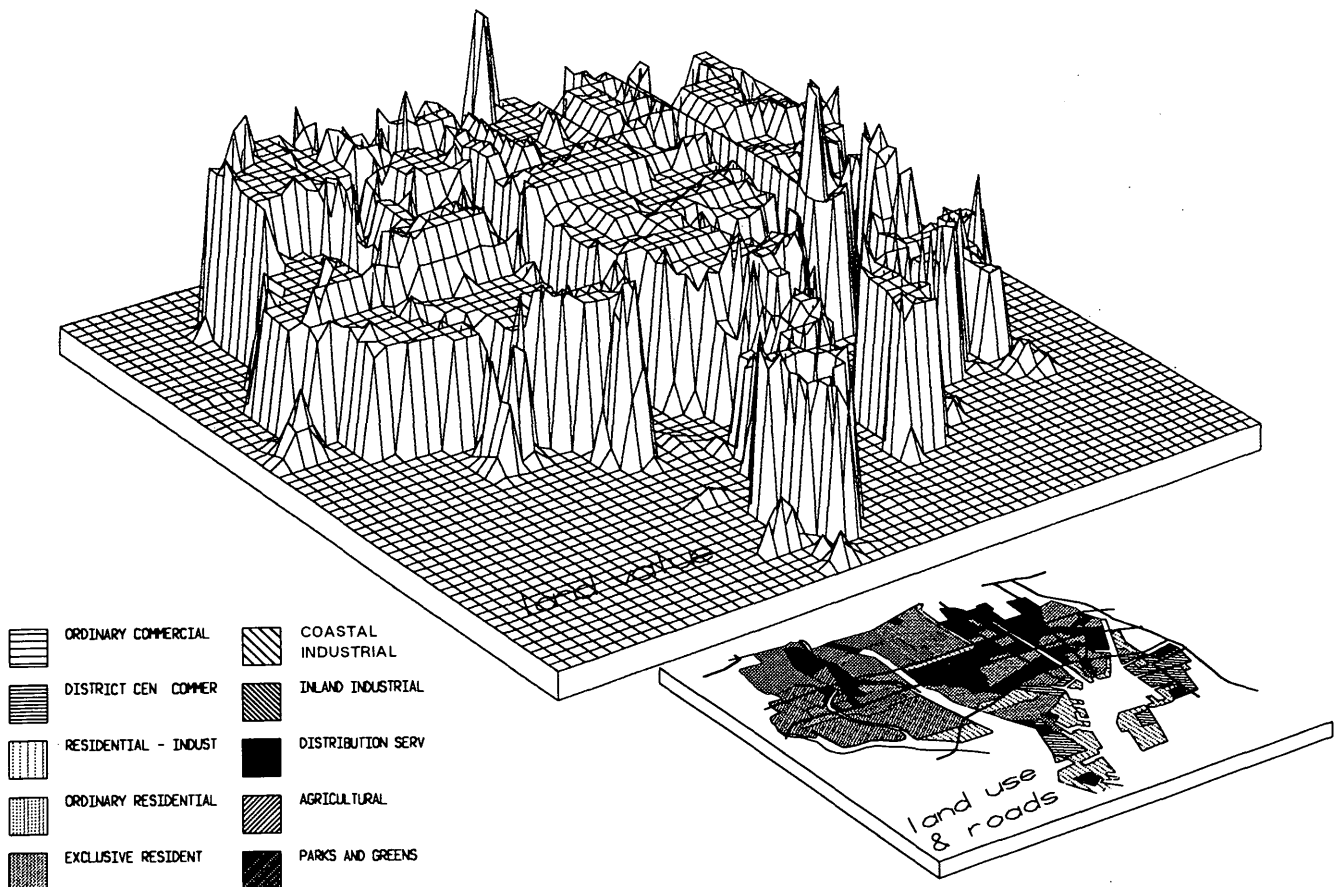 land value
ORDINARY COMMERCIAL
DISTRICT CEN COMMER
RESIDENTIAL - INDUST
ORDINARY RESIDENTIAL
EXCLUSIVE RESIDENT
COASTAL
INDUSTRIAL
INLAND INDUSTRIAL
DISTRIBUTION SERV
AGRICULTURAL
PARKS AND GREENS
land use
& roads